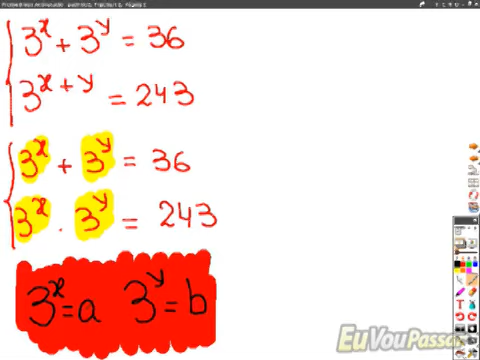 3^x + 3^y = 36
3^x + y = 243
3^x + 3^y = 36
3^x . 3^y = 243
3^x = a 3^y = b
EuVouPassar